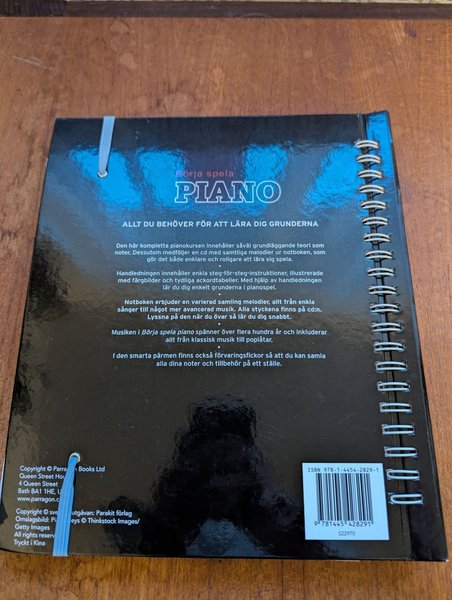 Börja spela
PIANO
ALLT DU BEHÖVER FÖR ATT LÄRA DIG GRUNDERNA
Den här kompletta pianokursen innehåller såväl grundläggande teori som
noter. Dessutom medföljer en cd med samtliga melodier ur notboken, som
gör det både enklare och roligare att lära sig spela.
Handledningen innehåller enkla steg-för-steg-instruktioner, illustrerade
med färgbilder och tydliga ackordtabeller. Med hjälp av handledningen
lär du dig enkelt grunderna i pianospel.
Notboken erbjuder en varierad samling melodier, allt från enkla
sånger till något mer avancerad musik. Alla styckena finns på cd:n.
Lyssna på den när du övar så lär du dig snabbt.
Musiken i Börja spela piano spänner över flera hundra år och inkluderar
allt från klassisk musik till poplåtar.
I den smarta pärmen finns också förvaringsfickor så att du kan samla
alla dina noter och tillbehör på ett ställe.
Copyright © Parragon Books Ltd
Queen Street House
4 Queen Street
Bath BA1 1HE,
www.parragon.
Copyright © utgåvan: Parakit förlag
Omslagsbild: © Thinkstock Images/
Getty Images
All rights
Tryckt i Kina
ISBN 978-1-4454-2829-1
9 781445 428291
522970